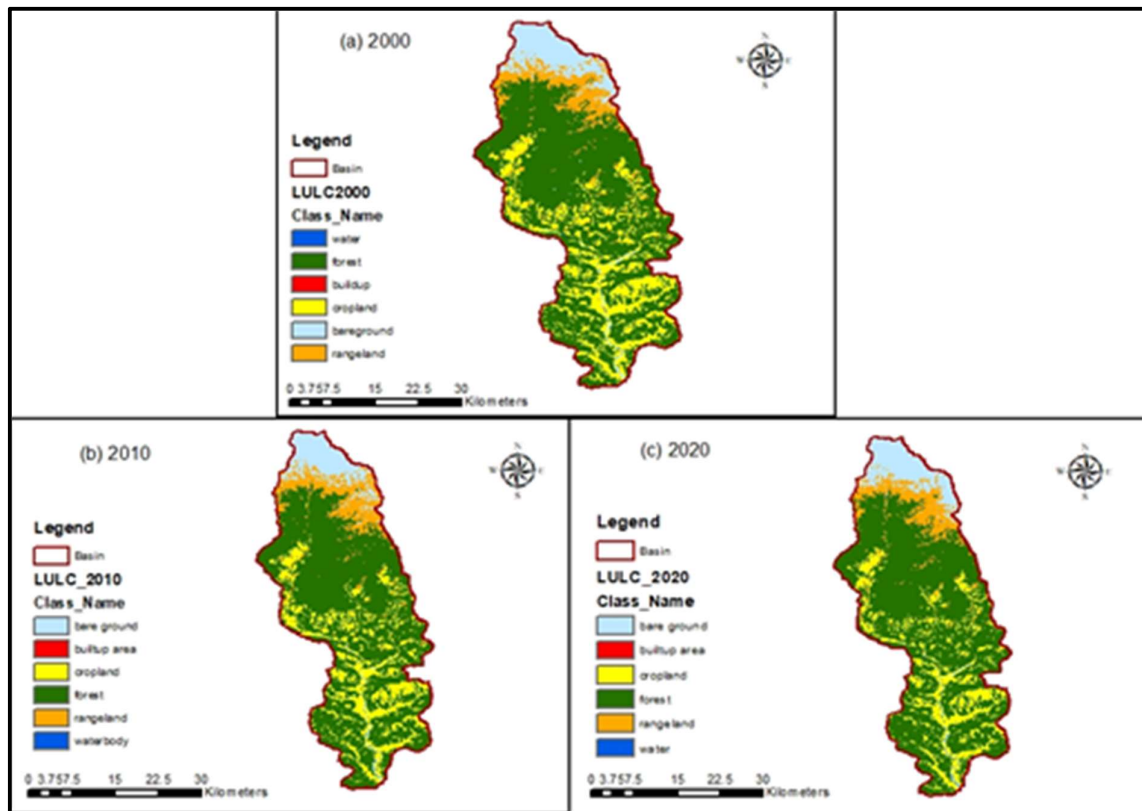 (a) 2000
N
W
E
S
Legend
Basin
LULC2000
Class_Name
water
forest
buildup
cropland
bareground
rangeland
0 3.757.5 15 22.5 30
Kilometers
(b) 2010
N
W
E
S
Legend
Basin
LULC_2010
Class_Name
bare ground
builtup area
cropland
forest
rangeland
waterbody
0 3.757.5 15 22.5 30
Kilometers
(c) 2020
N
W
E
S
Legend
Basin
LULC_2020
Class_Name
bare ground
builtup area
cropland
forest
rangeland
water
0 3.757.5 15 22.5 30
Kilometers